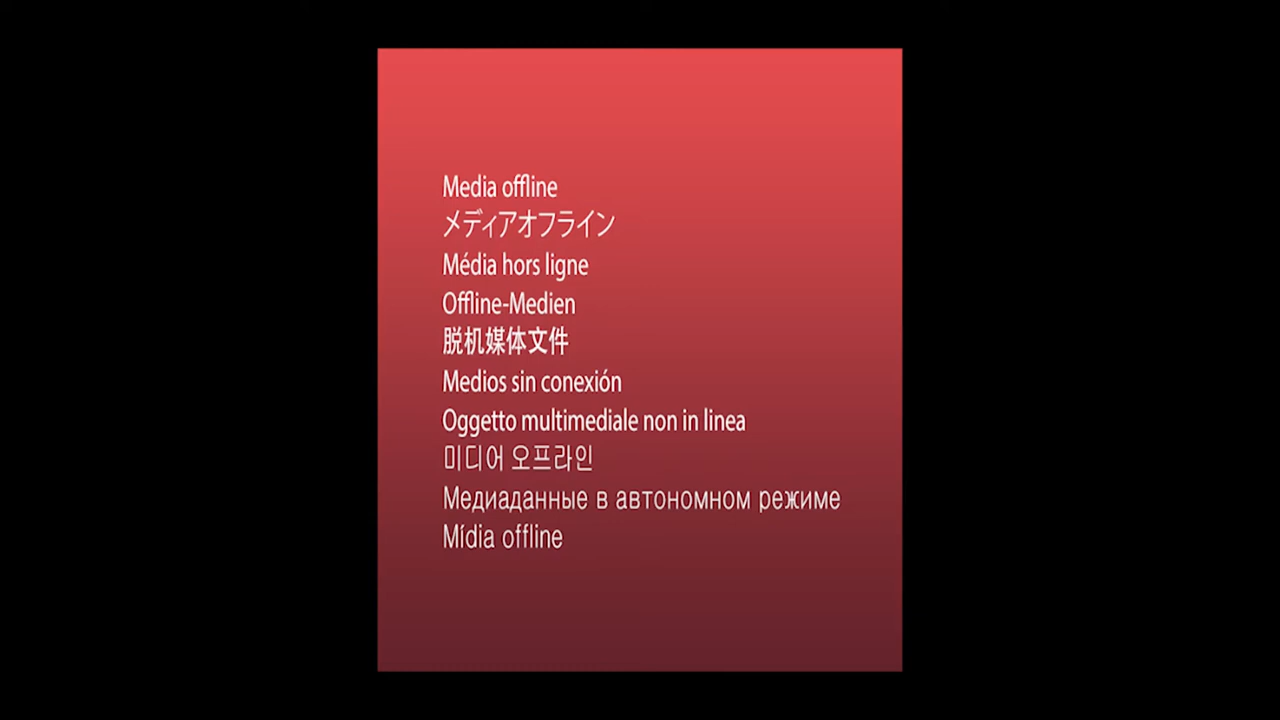 Media offline
メディアオフライン
Média hors ligne
Offline-Medien
脱机媒体文件
Medios sin conexión
Oggetto multimediale non in linea
미디어 오프라인
Медиаданные в автономном режиме
Mídia offline